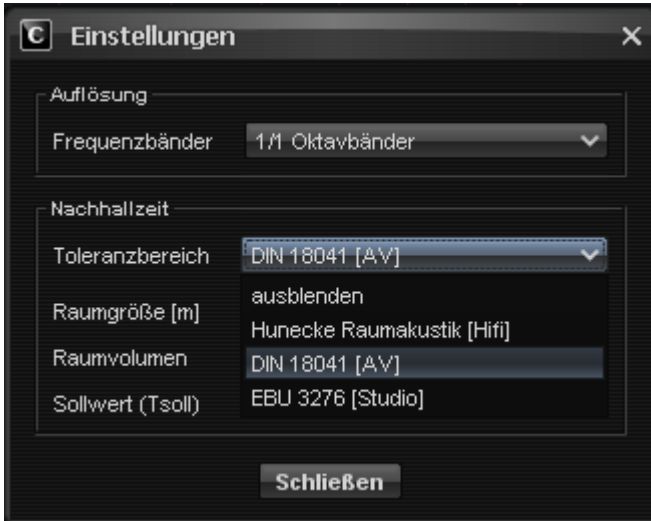 C Einstellungen
Auflösung
Frequenzbänder 1/1 Oktavbänder
Nachhallzeit
Toleranzbereich DIN 18041 [AV]
ausblenden
Raumgröße [m]
Hunecke Raumakustik [Hifi]
Raumvolumen DIN 18041 [AV]
Sollwert (Tsoll) EBU 3276 [Studio]
Schließen